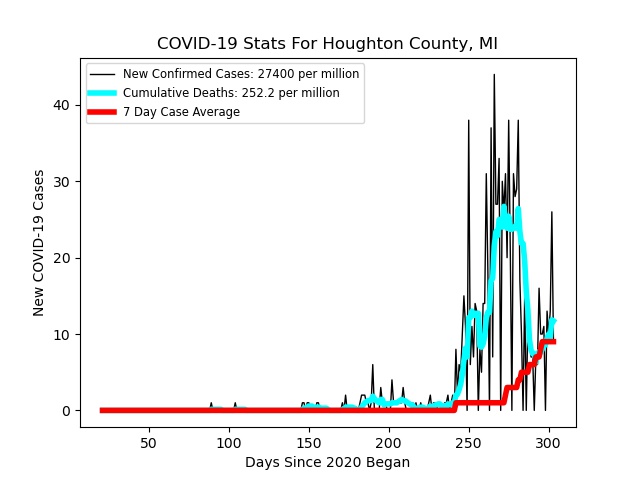 COVID-19 Stats For Houghton County, MI
New Confirmed Cases: 27400 per million
Cumulative Deaths: 252.2 per million
7 Day Case Average
New COVID-19 Cases
40
30
20
10
0
50 100 150 200 250 300
Days Since 2020 Began